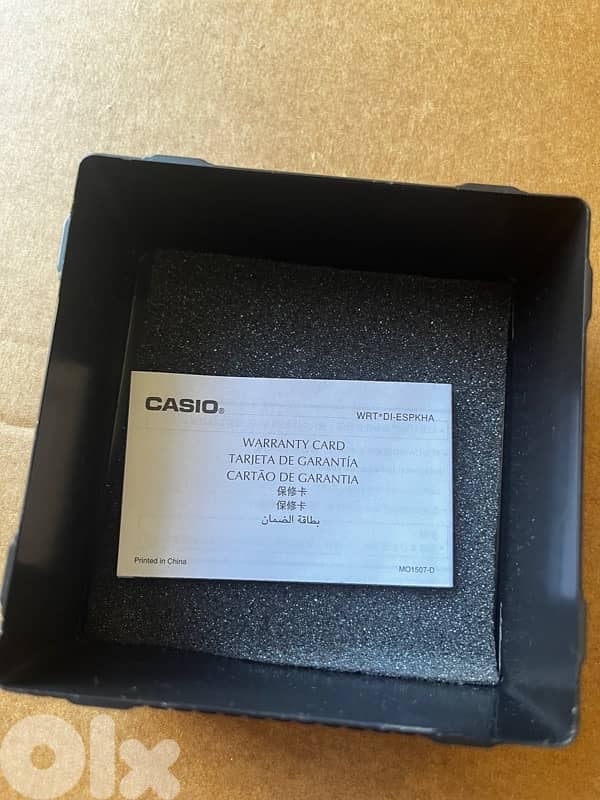 CASIO®
WRT*DI-ESPKHA
WARRANTY CARD
TARJETA DE GARANTÍA
CARTÃO DE GARANTIA
保修卡
保修卡
بطاقة الضمان
Printed in China
MO1507-D
Olx